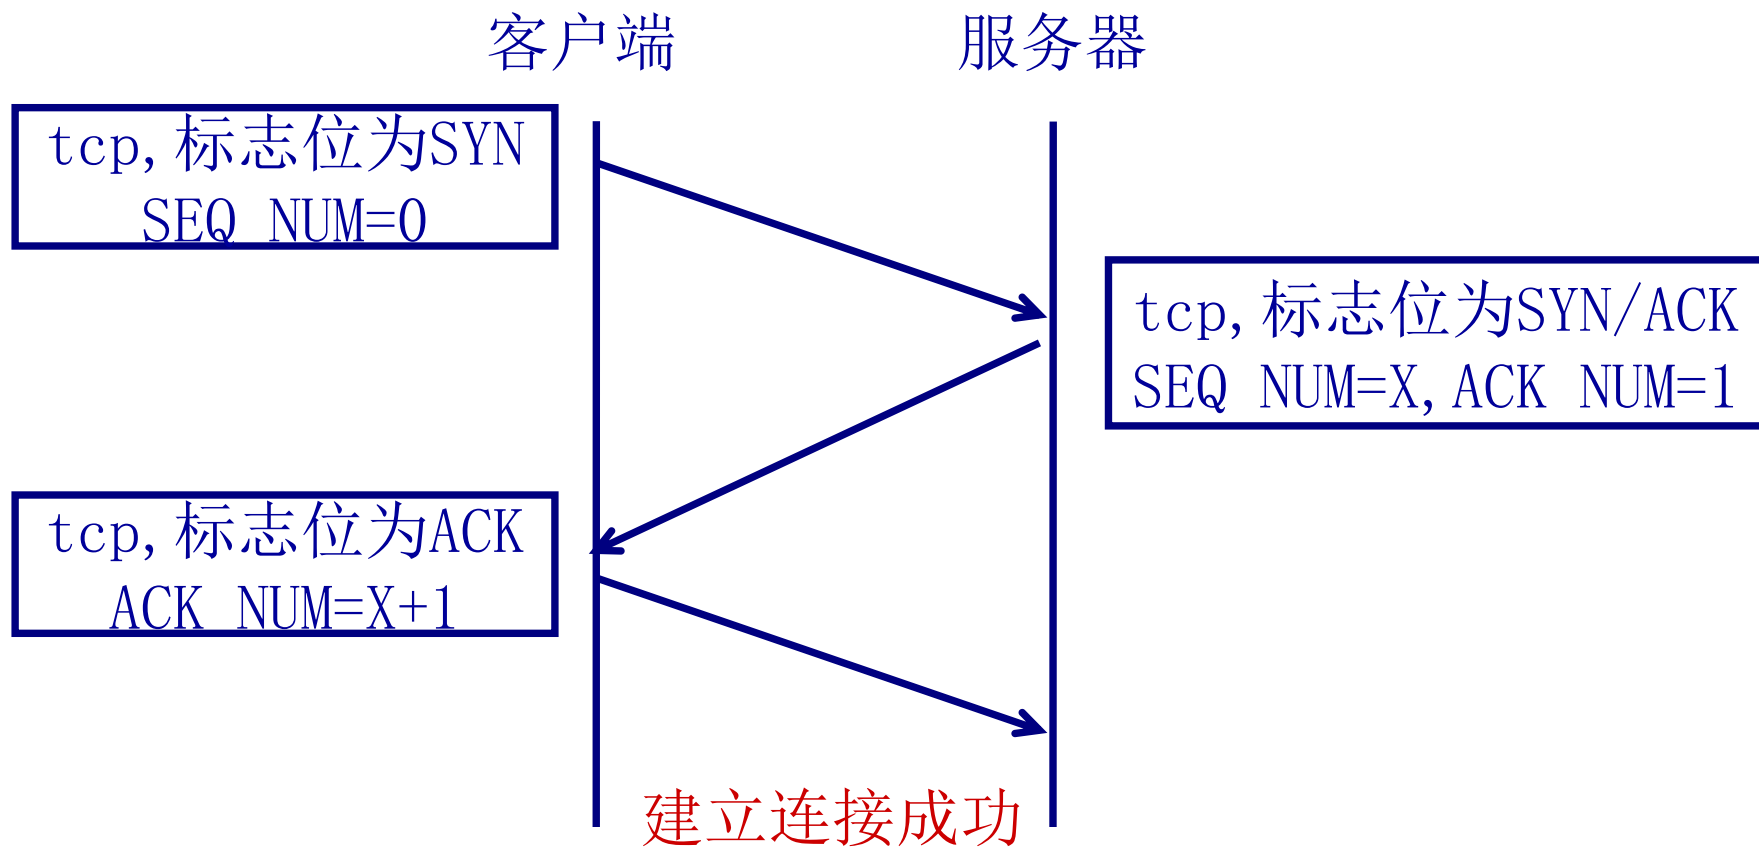 客户端
服务器
tcp,标志位为SYN
SEQ NUM=0
tcp,标志位为SYN/ACK
SEQ NUM=X,ACK NUM=1
tcp,标志位为ACK
ACK NUM=X+1
建立连接成功